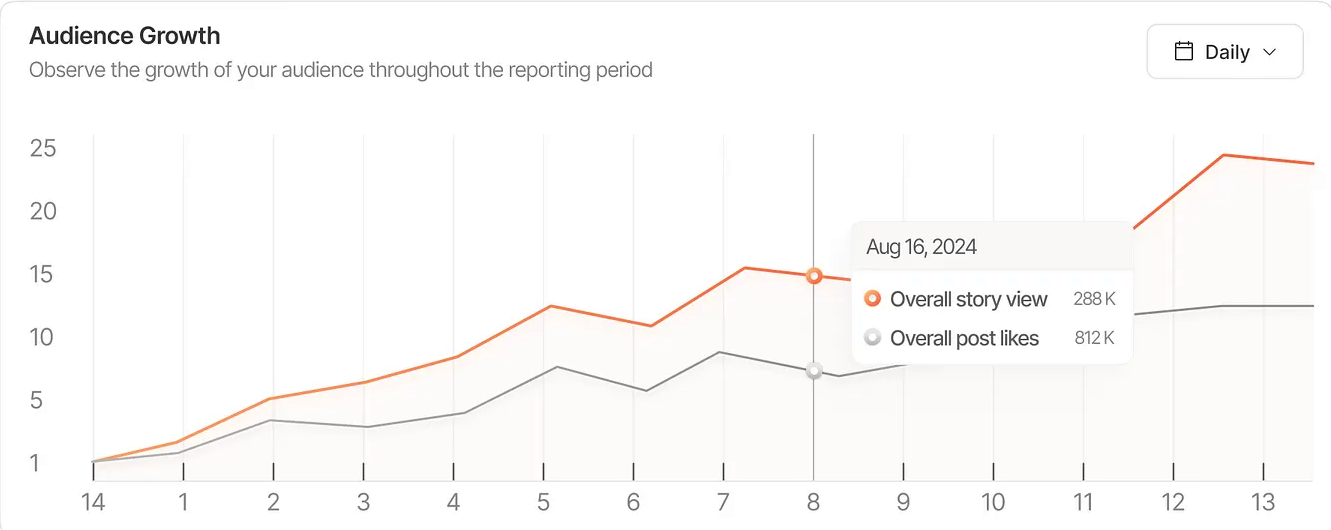 Audience Growth
Observe the growth of your audience throughout the reporting period
Daily
25
20
15
10
5
1
Aug 16, 2024
Overall story view 288 K
Overall post likes 812 K
14 1 2 3 4 5 6 7 8 9 10 11 12 13